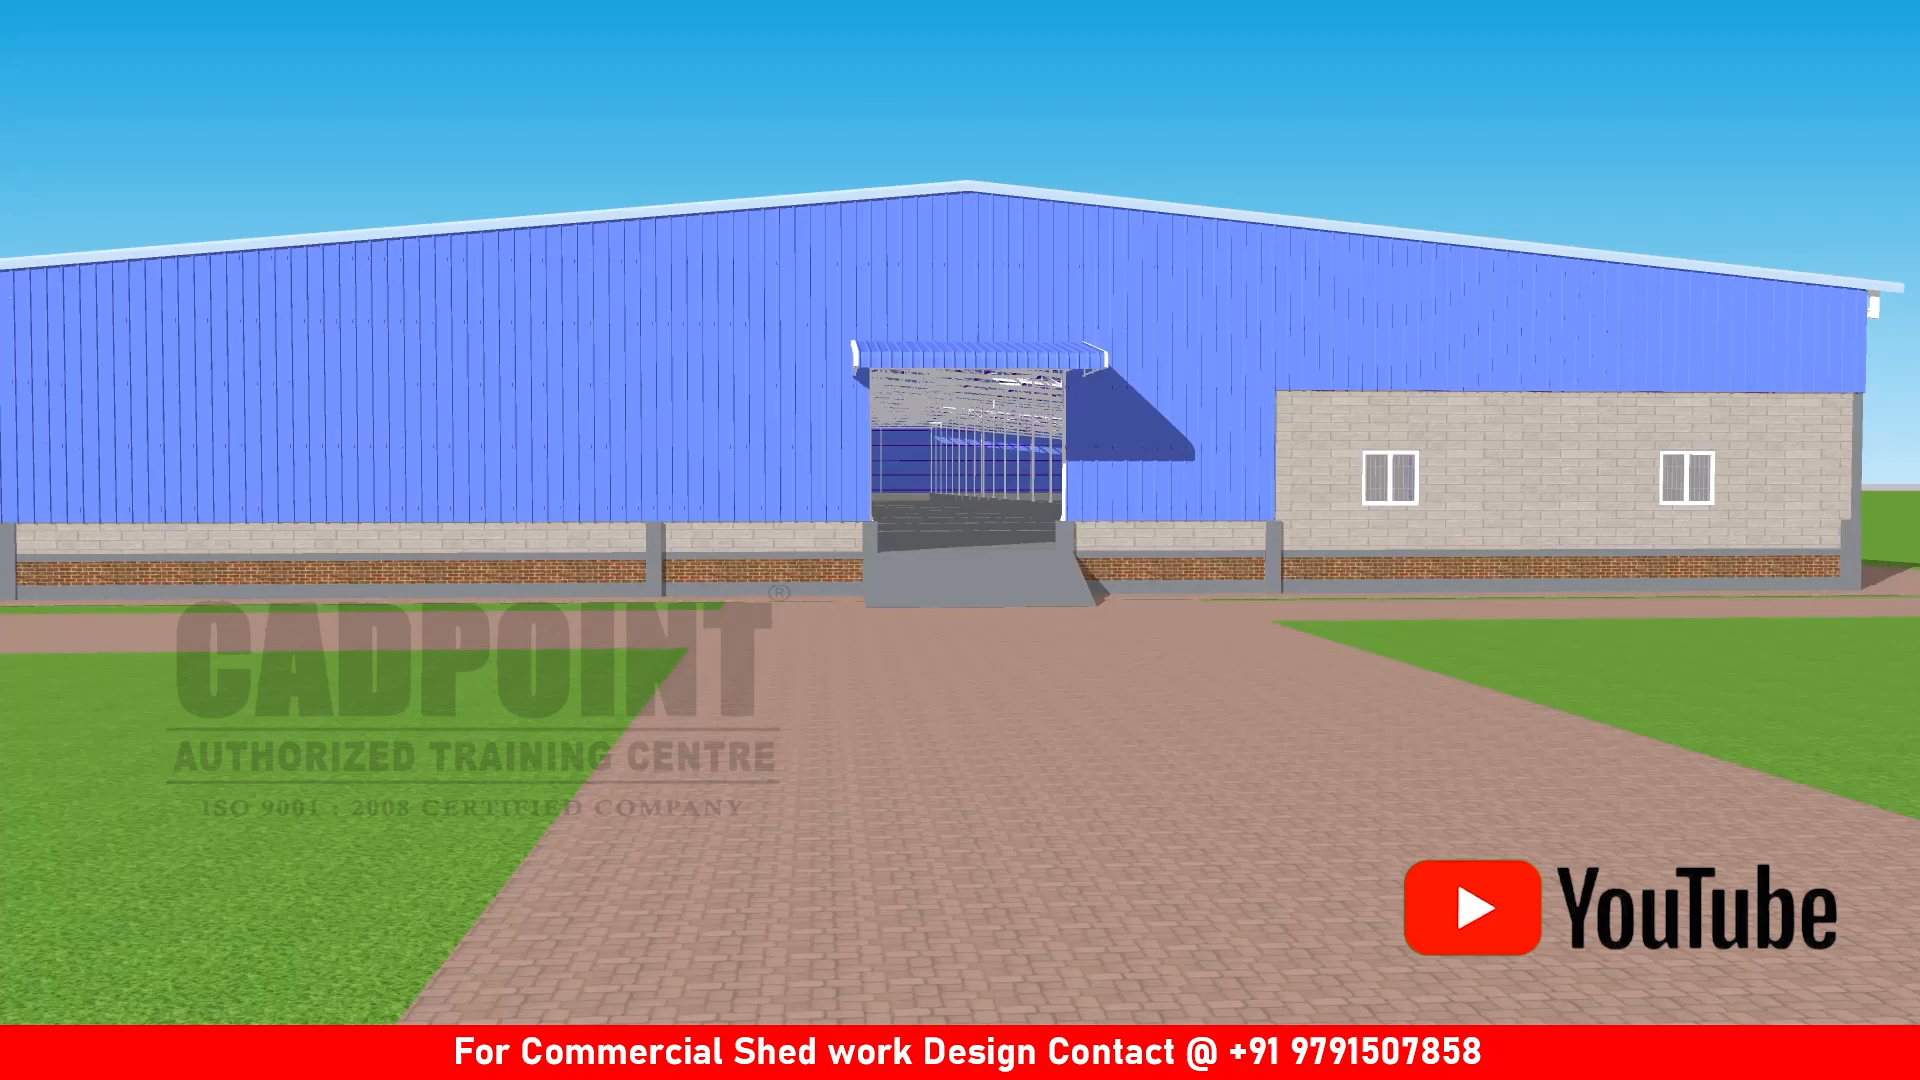 CADPOINT ®
AUTHORIZED TRAINING CENTRE
ISO 9001 : 2008 CERTIFIED COMPANY
YouTube
For Commercial Shed work Design Contact @ +91 9791507858